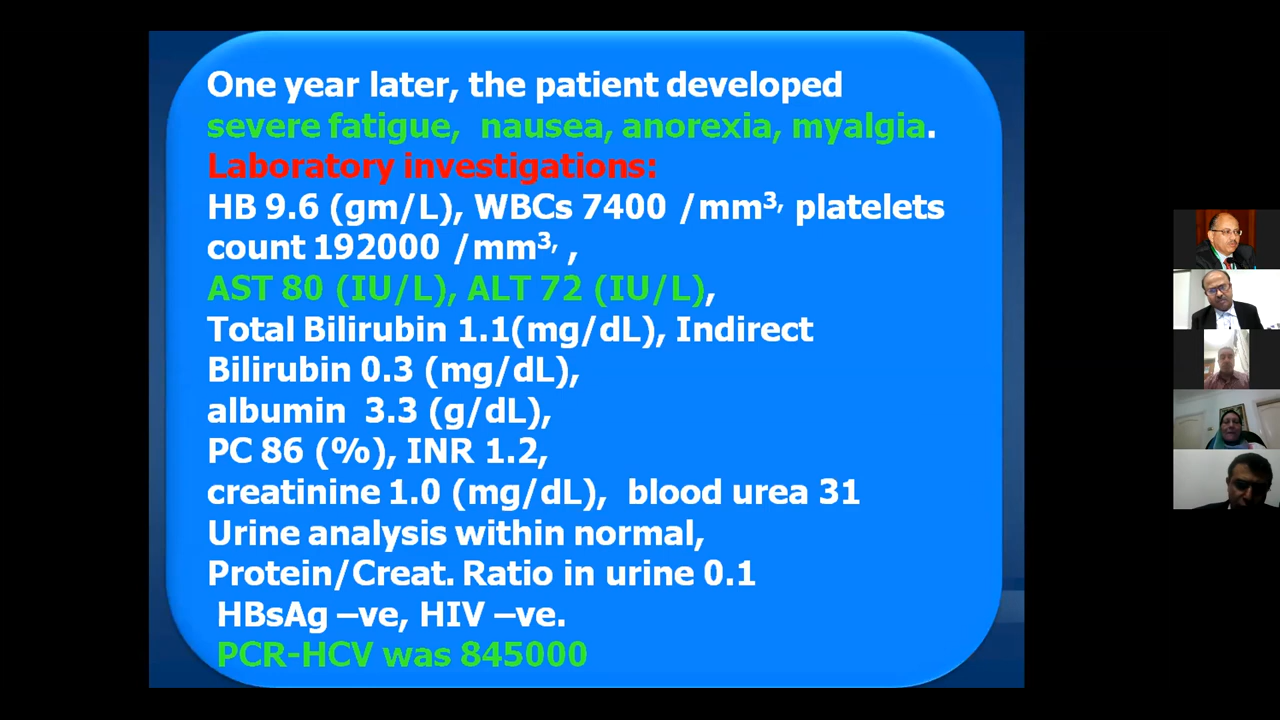 One year later, the patient developed
severe fatigue, nausea, anorexia, myalgia.
Laboratory investigations:
HB 9.6 (gm/L), WBCs 7400 /mm³, platelets
count 192000 /mm³, ,
AST 80 (IU/L), ALT 72 (IU/L),
Total Bilirubin 1.1(mg/dL), Indirect
Bilirubin 0.3 (mg/dL),
albumin 3.3 (g/dL),
PC 86 (%), INR 1.2,
creatinine 1.0 (mg/dL), blood urea 31
Urine analysis within normal,
Protein/Creat. Ratio in urine 0.1
HBsAg –ve, HIV –ve.
PCR-HCV was 845000